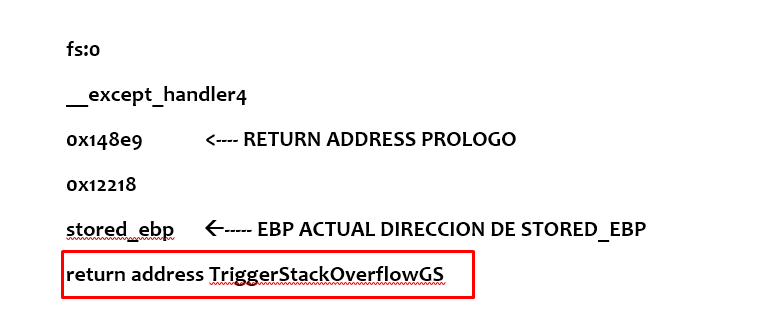 fs:0
__except_handler4
0x148e9 <---- RETURN ADDRESS PROLOGO
0x12218
stored_ebp ←----- EBP ACTUAL DIRECCION DE STORED_EBP
return address TriggerStackOverflowGS